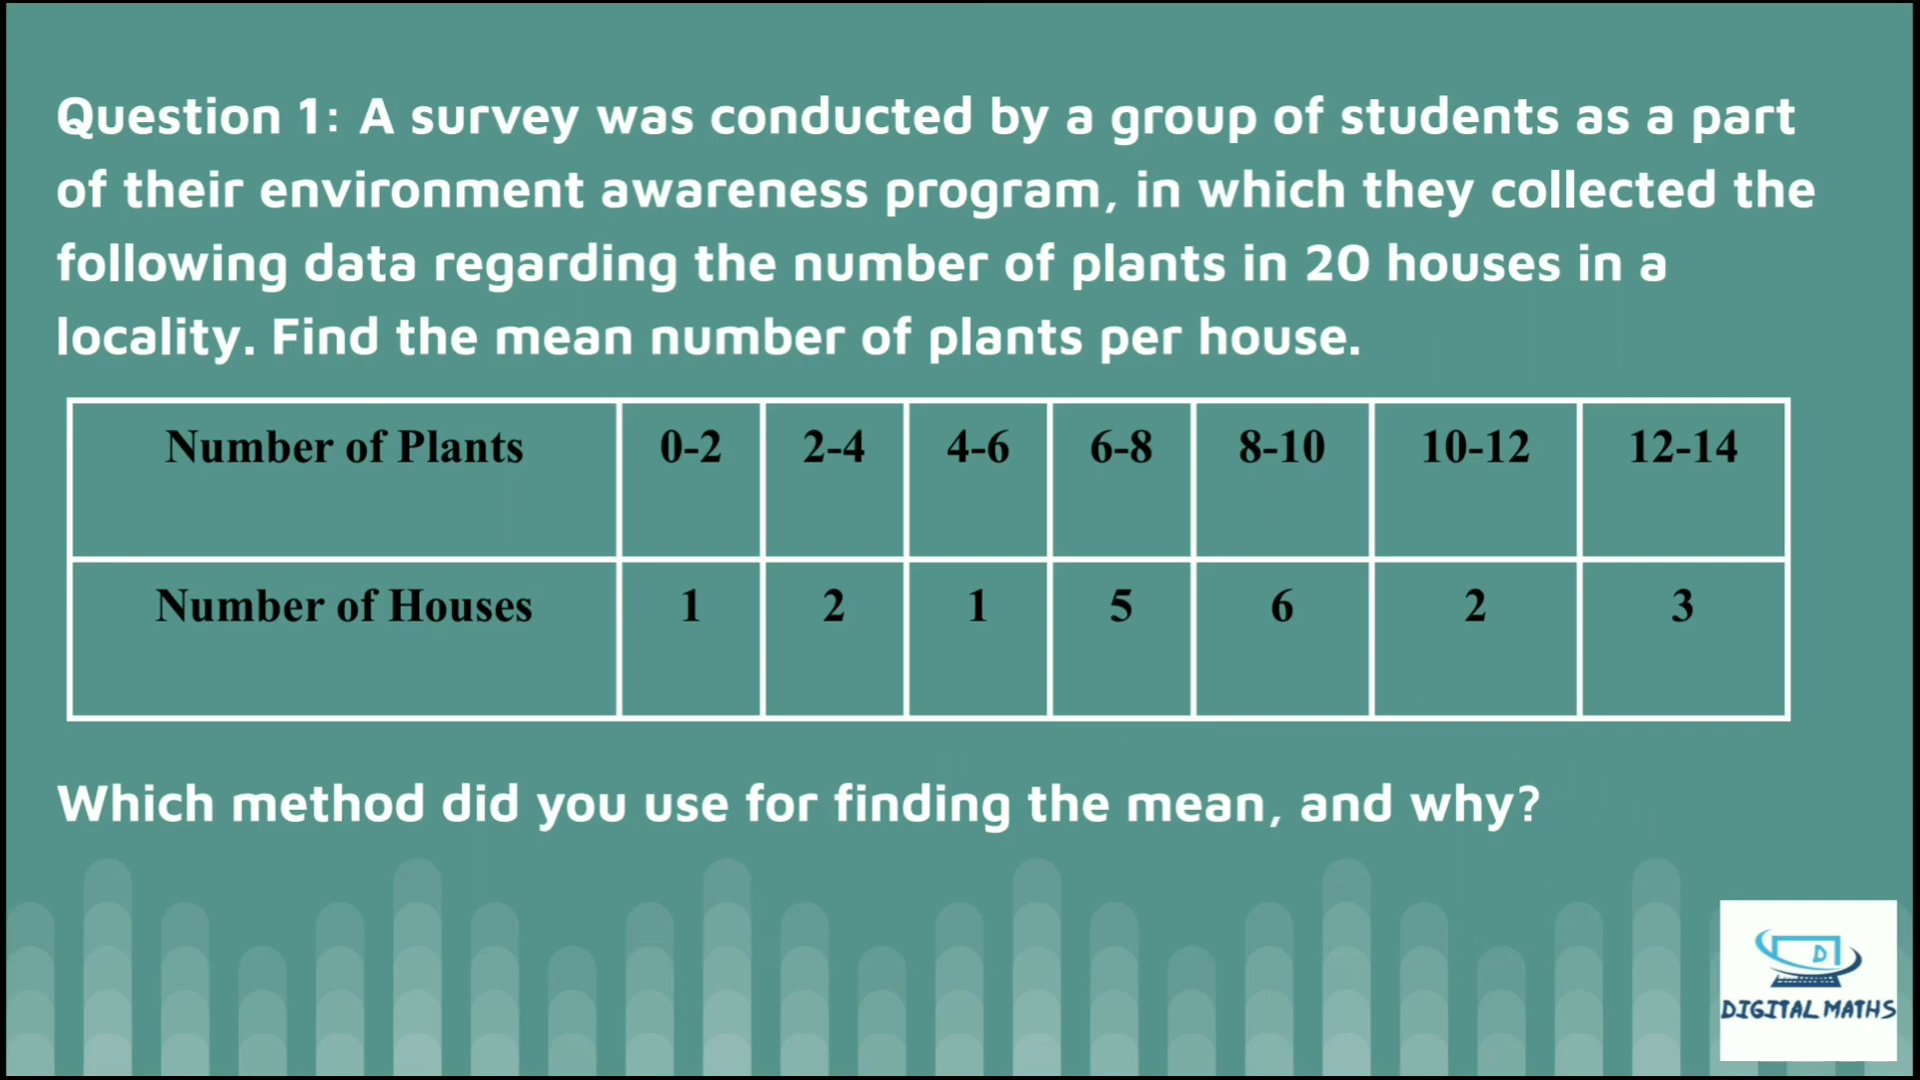 Question 1: A survey was conducted by a group of students as a part
of their environment awareness program, in which they collected the
following data regarding the number of plants in 20 houses in a
locality. Find the mean number of plants per house.
Number of Plants 0-2 2-4 4-6 6-8 8-10 10-12 12-14
Number of Houses 1 2 1 5 6 2 3
Which method did you use for finding the mean, and why?
D
DIGITAL MATHS